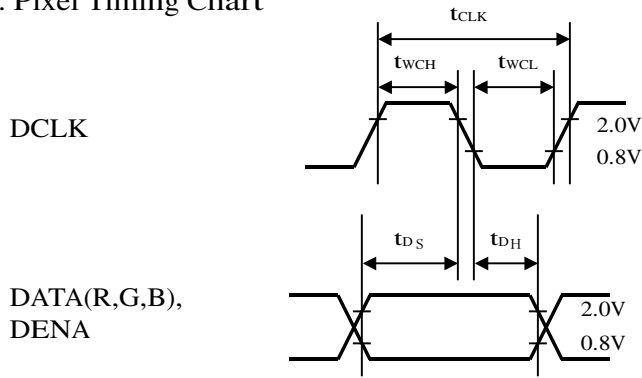 . Pixel Timing Chart
tCLK
tWCH tWCL
DCLK
2.0V
0.8V
tDS tDH
DATA(R,G,B),
DENA
2.0V
0.8V